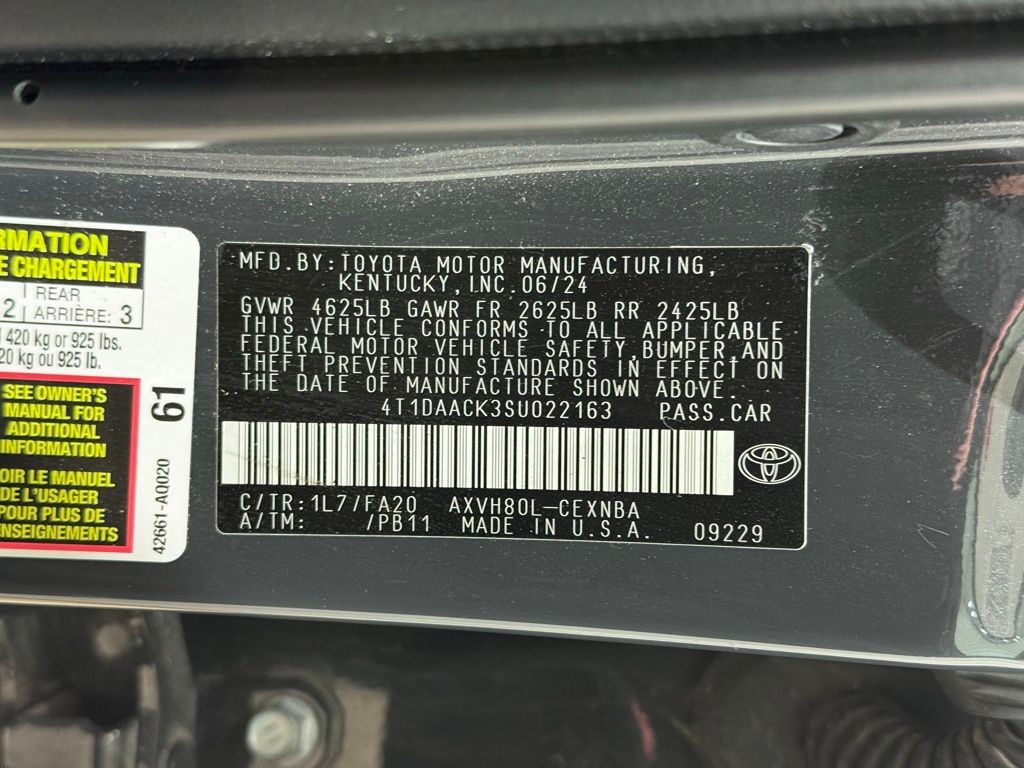 RMATION
E CHARGEMENT
2 | REAR
ARRIÈRE: 3
420 kg or 925 lbs.
20 kg ou 925 lb.
SEE OWNER'S
MANUAL FOR
ADDITIONAL
INFORMATION
OIR LE MANUEL
DE L'USAGER
POUR PLUS DE
ENSEIGNEMENTS
61
42661-AQ020
MFD.BY:TOYOTA MOTOR MANUFACTURING,
KENTUCKY,INC.06/24
GVWR 4625LB GAWR FR 2625LB RR 2425LB
THIS VEHICLE CONFORMS TO ALL APPLICABLE
FEDERAL MOTOR VEHICLE SAFETY,BUMPER,AND
THEFT PREVENTION STANDARDS IN EFFECT ON
THE DATE OF MANUFACTURE SHOWN ABOVE.
4T1DAACK3SU022163 PASS.CAR
C/TR:1L7/FA20 AXVH80L-CEXNBA
A/TM: /PB11 MADE IN U.S.A. 09229